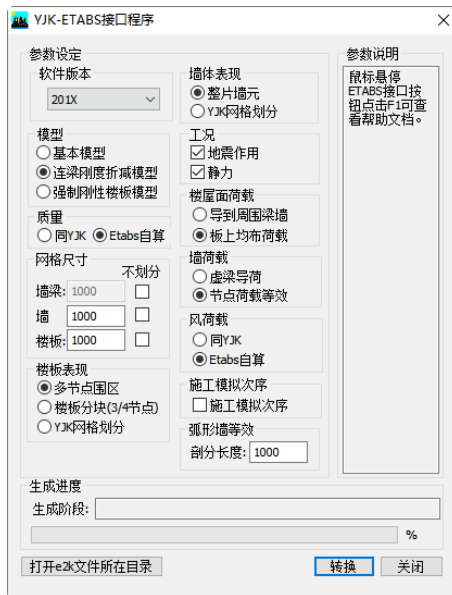 YJK-ETABS接口程序
参数设定
软件版本
201X
模型
基本模型
连梁刚度折减模型
强制刚性楼板模型
质量
同YJK Etabs自算
网格尺寸
不划分
墙梁: 1000
墙 1000
楼板: 1000
楼板表现
多节点围区
楼板分块(3/4节点)
YJK网格划分
墙体表现
整片墙元
YJK网格划分
工况
地震作用
静力
楼屋面荷载
导到周围梁墙
板上均布荷载
墙荷载
虚梁导荷
节点荷载等效
风荷载
同YJK
Etabs自算
施工模拟次序
施工模拟次序
弧形墙等效
剖分长度: 1000
参数说明
鼠标悬停
ETABS接口按
钮点击F1可查
看帮助文档。
生成进度
生成阶段:
%
打开e2k文件所在目录 转换 关闭